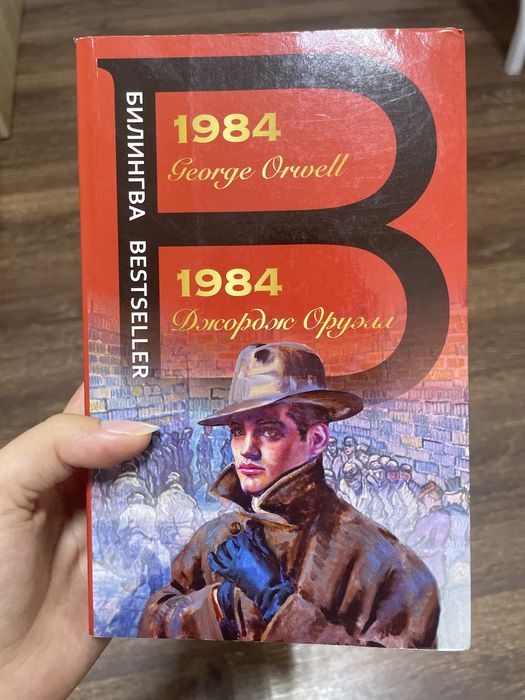 1984
George Orwell
1984
Джордж Оруэлл
БИЛИНГВА BESTSELLER